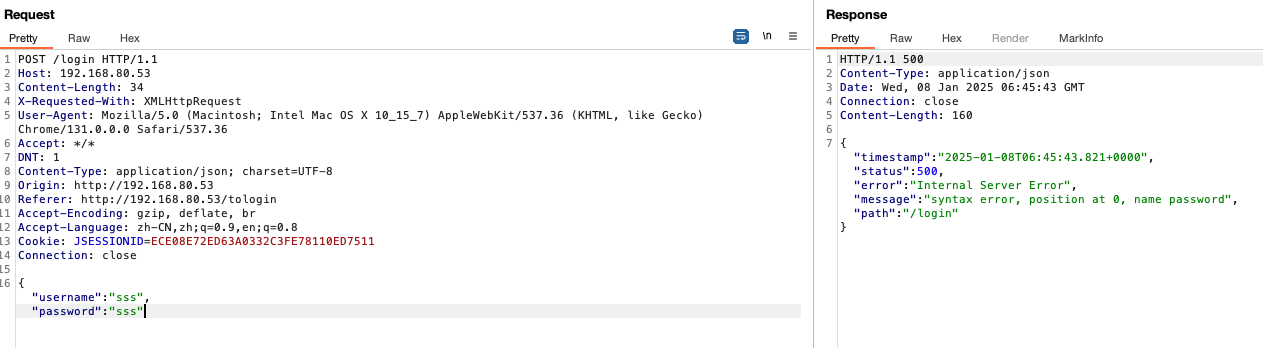 Request
Pretty Raw Hex
\n
1 POST /login HTTP/1.1
2 Host: 192.168.80.53
3 Content-Length: 34
4 X-Requested-With: XMLHttpRequest
5 User-Agent: Mozilla/5.0 (Macintosh; Intel Mac OS X 10_15_7) AppleWebKit/537.36 (KHTML, like Gecko)
Chrome/131.0.0.0 Safari/537.36
6 Accept: */*
7 DNT: 1
8 Content-Type: application/json; charset=UTF-8
9 Origin: http://192.168.80.53
10 Referer: http://192.168.80.53/tologin
11 Accept-Encoding: gzip, deflate, br
12 Accept-Language: zh-CN,zh;q=0.9,en;q=0.8
13 Cookie: JSESSIONID=ECE08E72ED63A0332C3FE78110ED7511
14 Connection: close
15
16 {
"username":"sss",
"password":"sss"
Response
Pretty Raw Hex Render MarkInfo
1 HTTP/1.1 500
2 Content-Type: application/json
3 Date: Wed, 08 Jan 2025 06:45:43 GMT
4 Connection: close
5 Content-Length: 160
6
7 {
"timestamp":"2025-01-08T06:45:43.821+0000",
"status":500,
"error":"Internal Server Error",
"message":"syntax error, position at 0, name password",
"path":"/login"
}